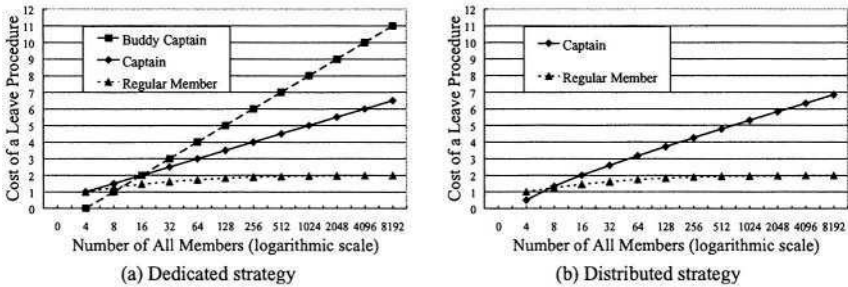 12
11
10
9
8
7
6
5
4
3
2
1
0
Cost of a Leave Procedure
Buddy Captain
Captain
Regular Member
0 4 8 16 32 64 128 256 512 1024 2048 4096 8192
Number of All Members (logarithmic scale)
(a) Dedicated strategy
12
11
10
9
8
7
6
5
4
3
2
1
0
Cost of a Leave Procedure
Captain
Regular Member
0 4 8 16 32 64 128 256 512 1024 2048 4096 8192
Number of All Members (logarithmic scale)
(b) Distributed strategy